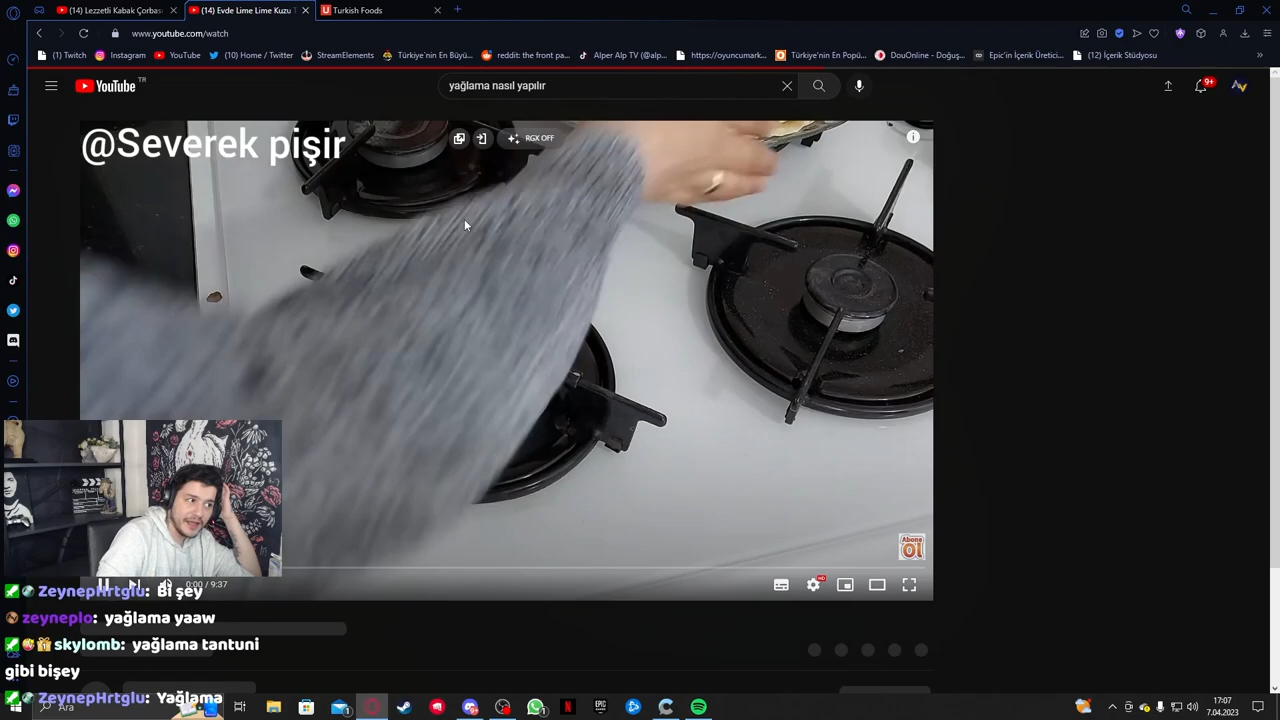 (14) Lezzetli Kabak Çorbası
(14) Evde Lime Lime Kuzu T
Turkish Foods
www.youtube.com/watch
(1) Twitch
Instagram
YouTube
(10) Home / Twitter
StreamElements
Türkiye'nin En Büyü...
reddit: the front pa...
Alper Alp TV (@alp...
https://oyuncumark...
Türkiye'nin En Popü...
DouOnline - Doğuş...
Epic'in İçerik Üretici...
(12) İçerik Stüdyosu
YouTube TR
yağlama nasıl yapılır
9+
@Severek pişir
RGX OFF
Abone Ol
0:00 / 9:37
HD
ZeynepHrtglu: Bi şey
zeyneplo: yağlama yaaw
skylomb: yağlama tantuni
gibi bişey
ZeynepHrtglu: Yağlama
Ara
17:07
7.04.2023